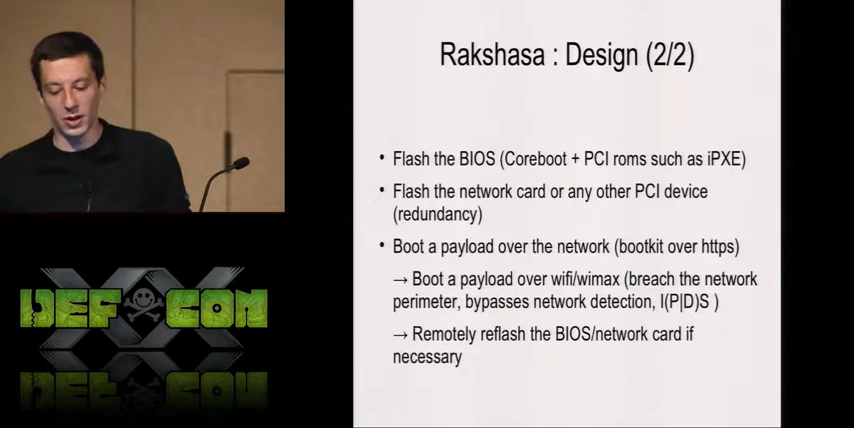 Rakshasa : Design (2/2)
• Flash the BIOS (Coreboot + PCI roms such as iPXE)
• Flash the network card or any other PCI device
(redundancy)
• Boot a payload over the network (bootkit over https)
→ Boot a payload over wifi/wimax (breach the network
perimeter, bypasses network detection, I(P|D)S )
→ Remotely reflash the BIOS/network card if
necessary
XX
DEF CON